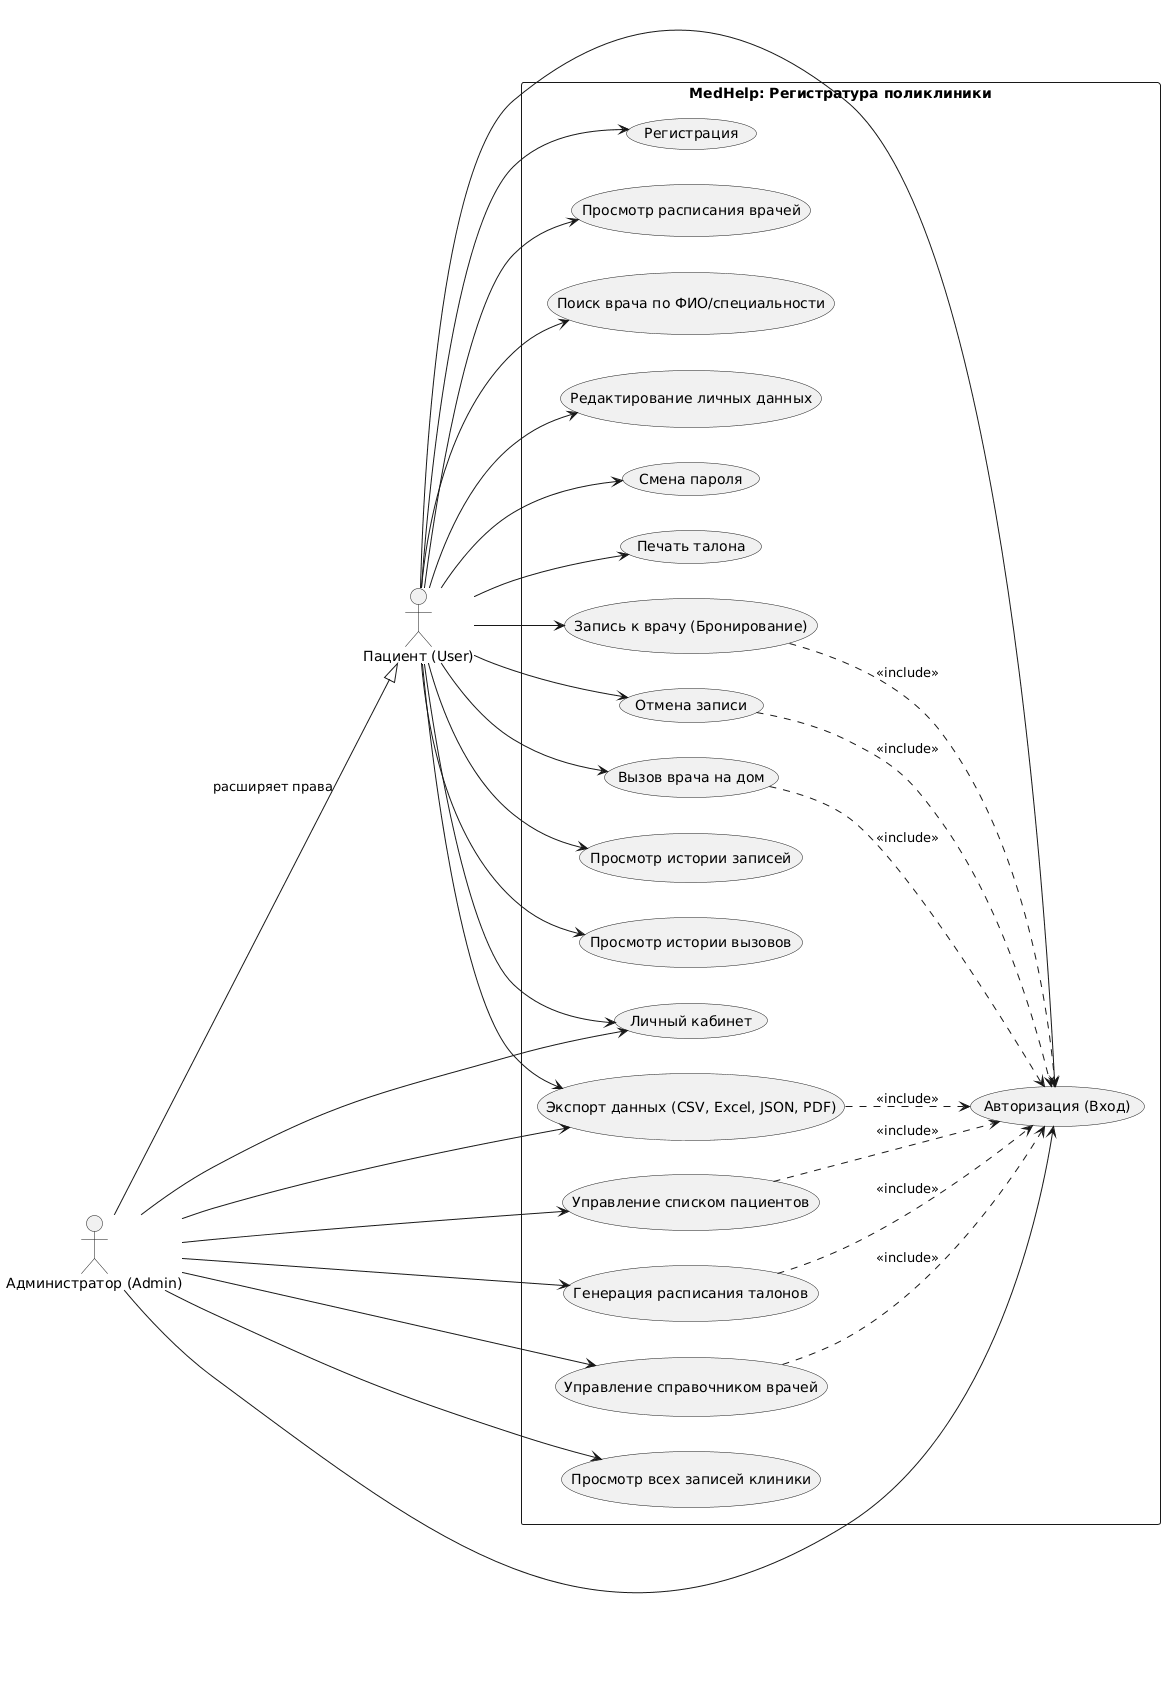 MedHelp: Регистратура поликлиники
Регистрация
Просмотр расписания врачей
Поиск врача по ФИО/специальности
Редактирование личных данных
Смена пароля
Печать талона
Запись к врачу (Бронирование)
Пациент (User)
«include»
Отмена записи
«include»
Вызов врача на дом
расширяет права
«include»
Просмотр истории записей
Просмотр истории вызовов
Личный кабинет
«include»
Экспорт данных (CSV, Excel, JSON, PDF)
Авторизация (Вход)
«include»
Управление списком пациентов
«include»
Администратор (Admin)
Генерация расписания талонов
«include»
Управление справочником врачей
Просмотр всех записей клиники